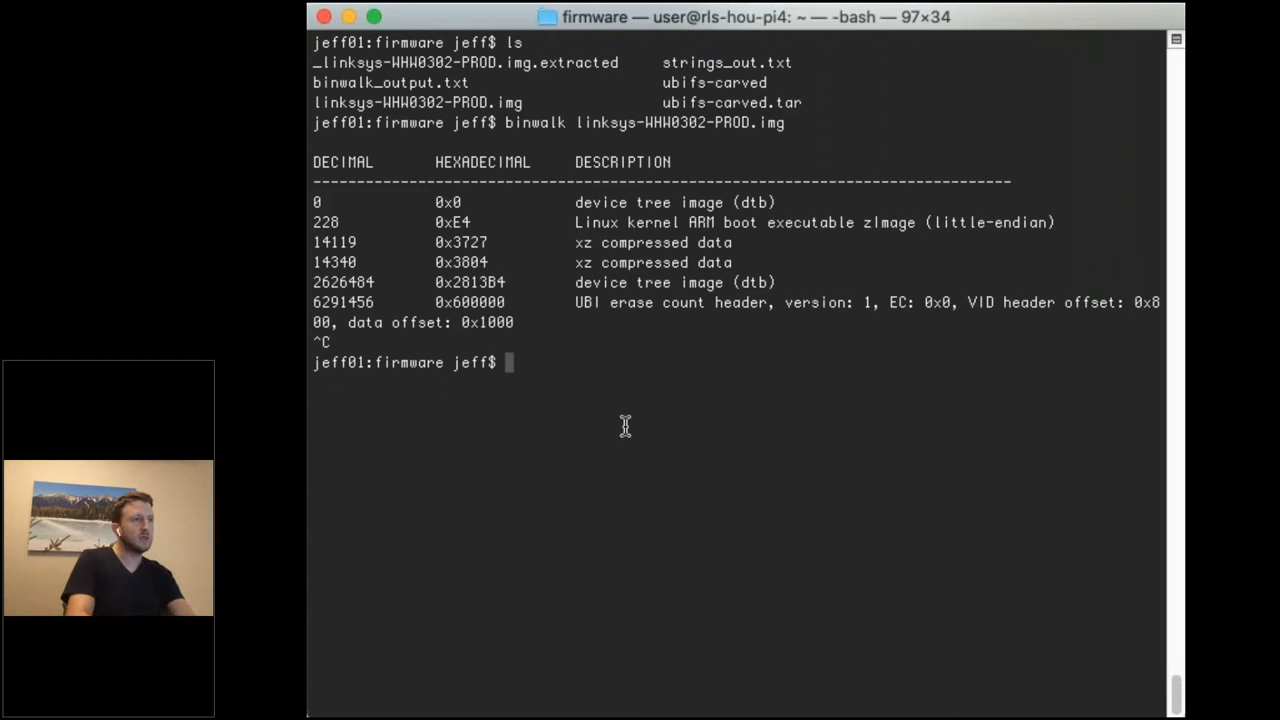 firmware — user@rls-hou-pi4: ~ — -bash — 97×34
jeff01:firmware jeff$ ls
_linksys-WHW0302-PROD.img.extracted strings_out.txt
binwalk_output.txt ubifs-carved
linksys-WHW0302-PROD.img ubifs-carved.tar
jeff01:firmware jeff$ binwalk linksys-WHW0302-PROD.img
DECIMAL HEXADECIMAL DESCRIPTION
--------------------------------------------------------------------------------
0 0x0 device tree image (dtb)
228 0xE4 Linux kernel ARM boot executable zImage (little-endian)
14119 0x3727 xz compressed data
14340 0x3804 xz compressed data
2626484 0x2813B4 device tree image (dtb)
6291456 0x600000 UBI erase count header, version: 1, EC: 0x0, VID header offset: 0x8
00, data offset: 0x1000
^C
jeff01:firmware jeff$